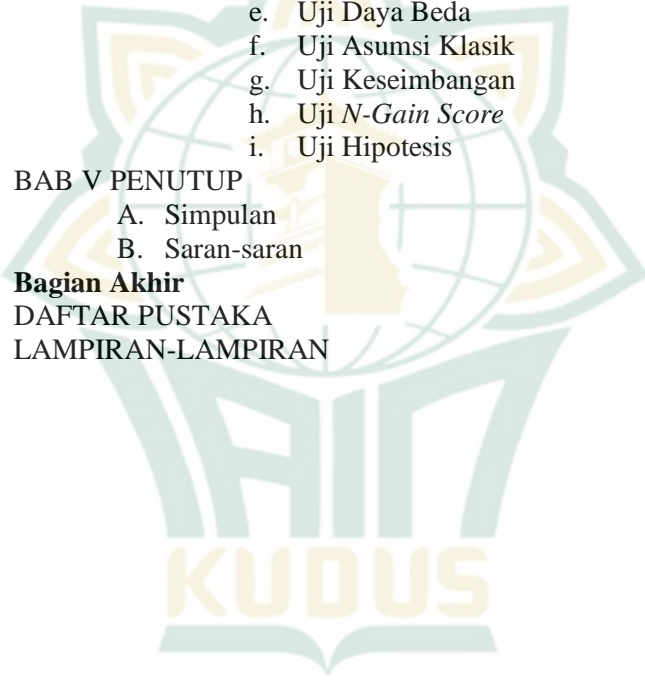 e. Uji Daya Beda
f. Uji Asumsi Klasik
g. Uji Keseimbangan
h. Uji N-Gain Score
i. Uji Hipotesis
BAB V PENUTUP
A. Simpulan
B. Saran-saran
Bagian Akhir
DAFTAR PUSTAKA
LAMPIRAN-LAMPIRAN
IAIN
KUDUS